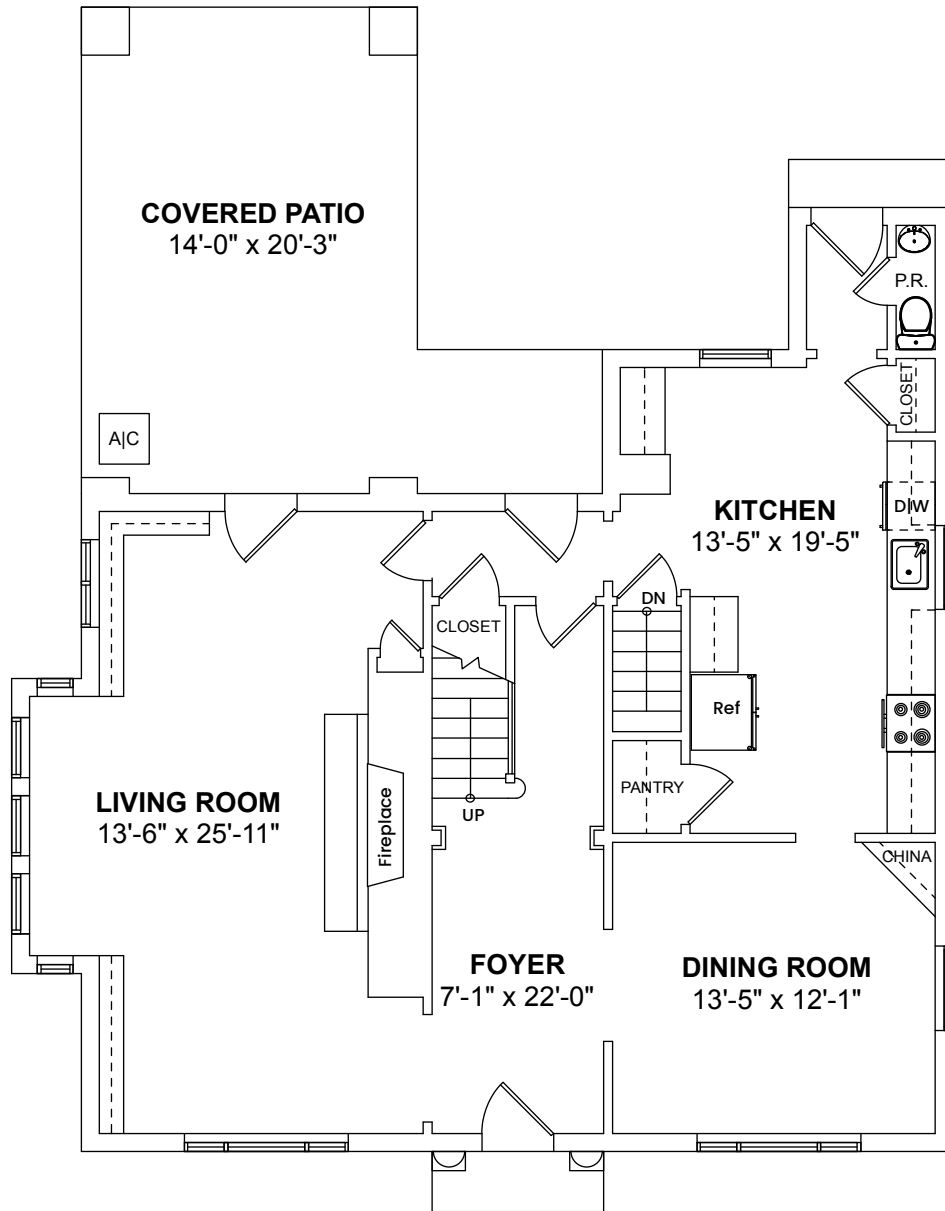 COVERED PATIO
14'-0" x 20'-3"
P.R.
CLOSET
A|C
KITCHEN
13'-5" x 19'-5"
D|W
DN
CLOSET
Ref
PANTRY
LIVING ROOM
13'-6" x 25'-11"
UP
Fireplace
CHINA
FOYER
7'-1" x 22'-0"
DINING ROOM
13'-5" x 12'-1"